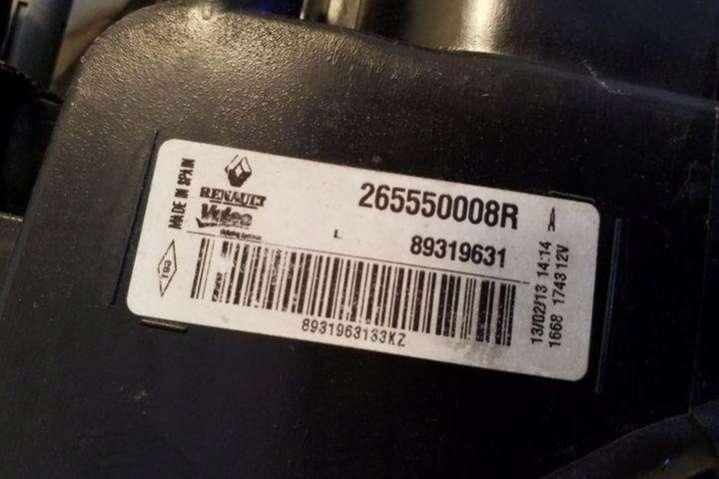 MADE IN SPAIN
RENAULT
Valeo
265550008R
A
L
89319631
8931963133KZ
13/02/13 14:14
1668 1743 12V